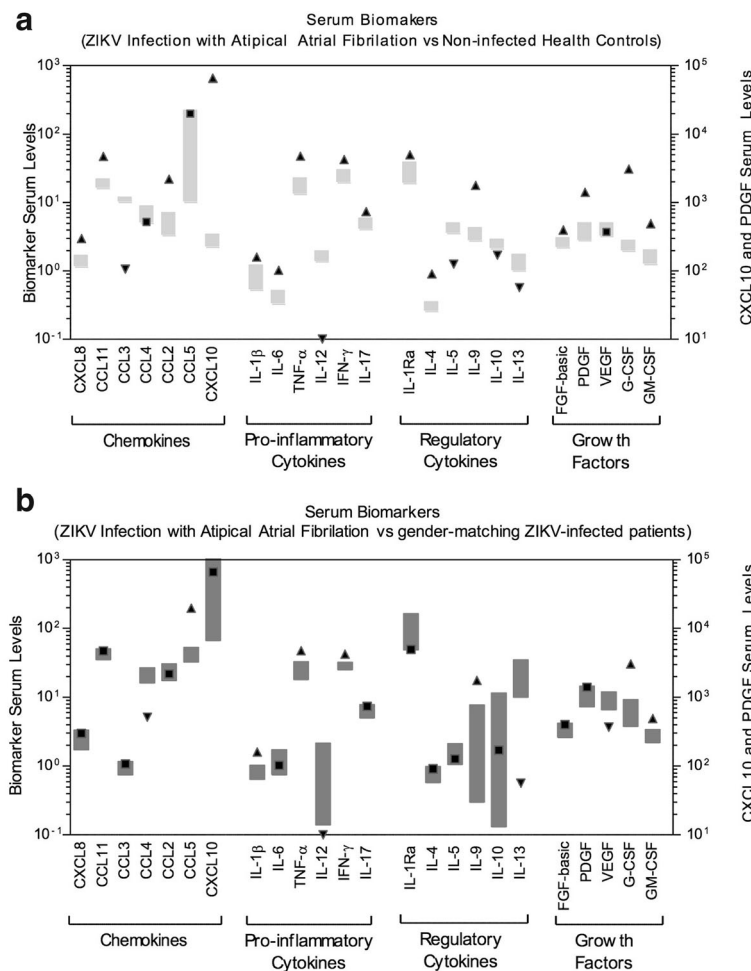 a
Serum Biomakers
(ZIKV Infection with Atipical Atrial Fibrilation vs Non-infected Health Controls)
Biomarker Serum Levels
10³
10²
10¹
10⁰
10⁻¹
10⁵
10⁴
10³
10²
10¹
CXCL10 and PDGF Serum Levels
CXCL8
CCL11
CCL3
CCL4
CCL2
CCL5
CXCL10
IL-1β
IL-6
TNF-α
IL-12
IFN-γ
IL-17
IL-1Ra
IL-4
IL-5
IL-9
IL-10
IL-13
FGF-basic
PDGF
VEGF
G-CSF
GM-CSF
Chemokines
Pro-inflammatory
Cytokines
Regulatory
Cytokines
Growth
Factors
b
Serum Biomarkers
(ZIKV Infection with Atipical Atrial Fibrilation vs gender-matching ZIKV-infected patients)
Biomarker Serum Levels
10³
10²
10¹
10⁰
10⁻¹
10⁵
10⁴
10³
10²
10¹
CXCL10 and PDGF Serum Levels
CXCL8
CCL11
CCL3
CCL4
CCL2
CCL5
CXCL10
IL-1β
IL-6
TNF-α
IL-12
IFN-γ
IL-17
IL-1Ra
IL-4
IL-5
IL-9
IL-10
IL-13
FGF-basic
PDGF
VEGF
G-CSF
GM-CSF
Chemokines
Pro-inflammatory
Cytokines
Regulatory
Cytokines
Growth
Factors